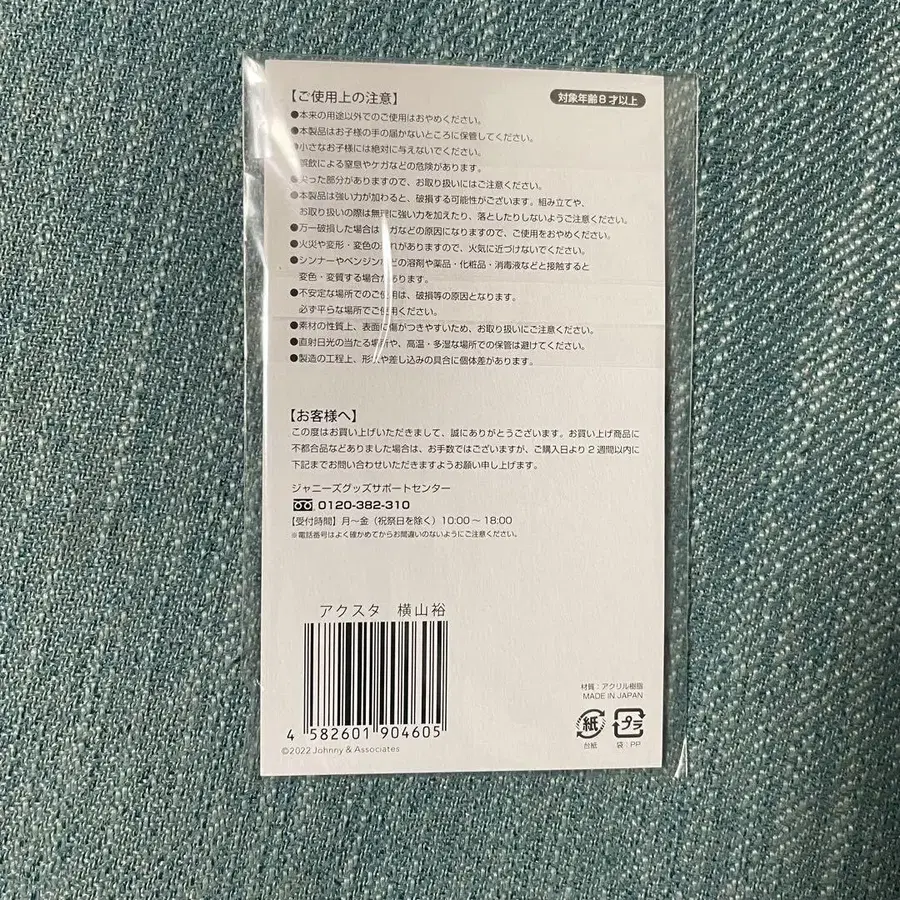 【ご使用上の注意】
対象年齢8才以上
●本来の用途以外でのご使用はおやめください。
●本製品はお子様の手の届かないところに保管してください。
●小さなお子様には絶対に与えないでください。
誤飲による窒息やケガなどの危険があります。
●尖った部分がありますので、お取り扱いにはご注意ください。
●本製品は強い力が加わると、破損する可能性がございます。組み立てや、
お取り扱いの際は無理に強い力を加えたり、落としたりしないようご注意ください。
●万一破損した場合はケガなどの原因になりますので、ご使用をおやめください。
●火災や変形・変色の恐れがありますので、火気に近づけないでください。
●シンナーやベンジンなどの溶剤や薬品・化粧品・消毒液などと接触すると
変色・変質する場合があります。
●不安定な場所でのご使用は、破損等の原因となります。
必ず平らな場所でご使用ください。
●素材の性質上、表面に傷がつきやすいため、お取り扱いにご注意ください。
●直射日光の当たる場所や、高温・多湿な場所での保管は避けてください。
●製造の工程上、形状や差し込みの具合に個体差があります。
【お客様へ】
この度はお買い上げいただきまして、誠にありがとうございます。お買い上げ商品に
不都合品などありました場合は、お手数ではございますが、ご購入日より2週間以内に
下記までお問い合わせいただきますようお願い申し上げます。
ジャニーズグッズサポートセンター
0120-382-310
【受付時間】月〜金（祝祭日を除く）10:00〜18:00
※電話番号はよく確かめてからお間違いのないようにご注意ください。
アクスタ 横山裕
4 582601 904605
©2022 Johnny & Associates
材質：アクリル樹脂
MADE IN JAPAN
紙 プラ
台紙 袋：PP